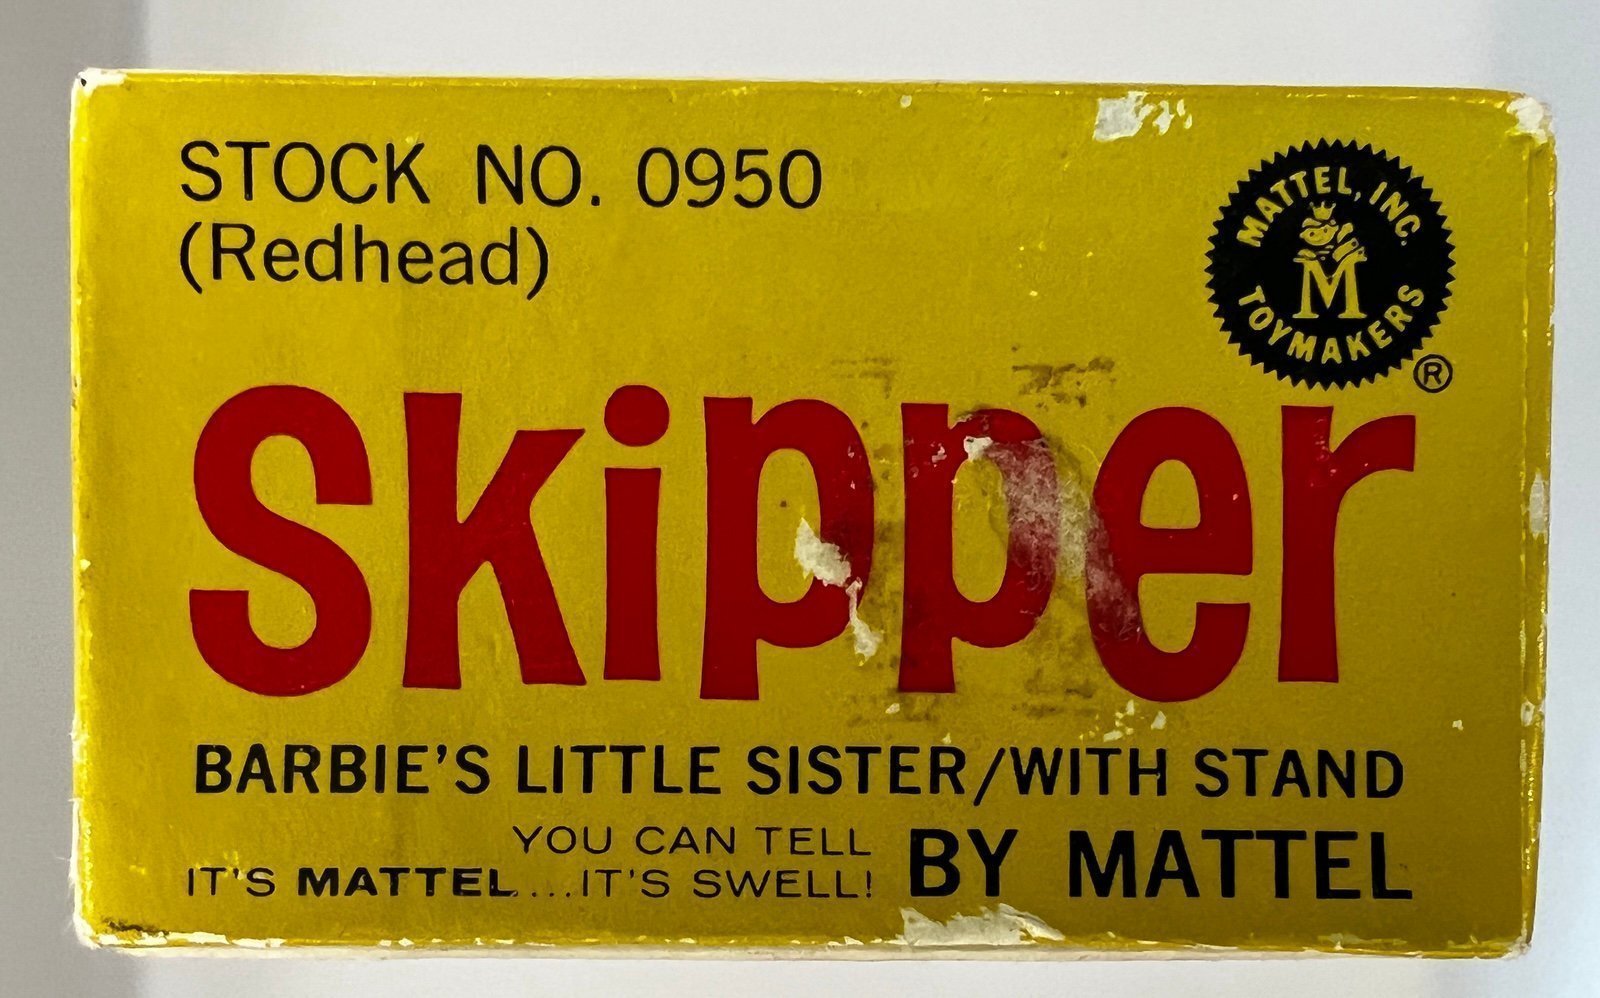 STOCK NO. 0950
(Redhead)
MATTEL, INC.
M
TOYMAKERS
®
Skipper
BARBIE'S LITTLE SISTER/WITH STAND
YOU CAN TELL
IT'S MATTEL....IT'S SWELL!
BY MATTEL